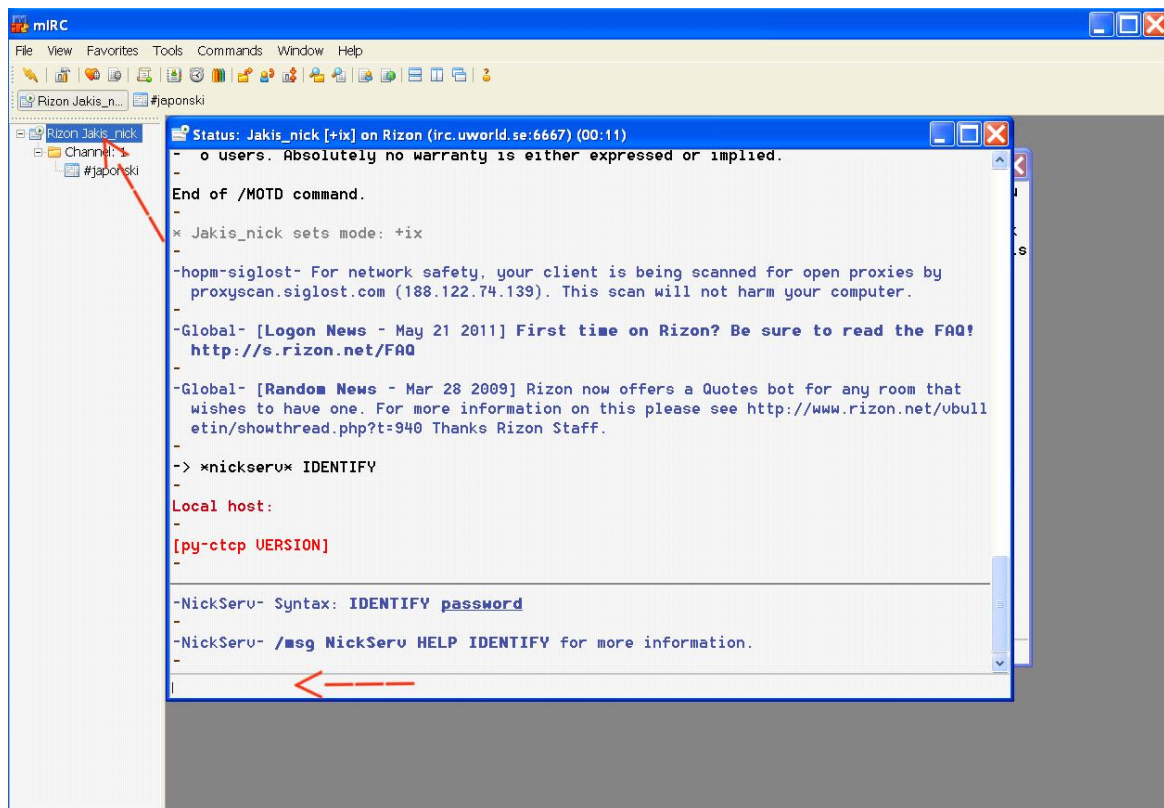 mIRC
File View Favorites Tools Commands Window Help
Rizon Jakis_n... #japonski
Rizon Jakis_nick
Channel: 1
#japonski
Status: Jakis_nick [+ix] on Rizon (irc.uworld.se:6667) (00:11)
- o users. Absolutely no warranty is either expressed or implied.
-
End of /MOTD command.
-
* Jakis_nick sets mode: +ix
-
-hopm-siglost- For network safety, your client is being scanned for open proxies by
proxyscan.siglost.com (188.122.74.139). This scan will not harm your computer.
-
-Global- [Logon News - May 21 2011] First time on Rizon? Be sure to read the FAQ!
http://s.rizon.net/FAQ
-
-Global- [Random News - Mar 28 2009] Rizon now offers a Quotes bot for any room that
wishes to have one. For more information on this please see http://www.rizon.net/vbull
etin/showthread.php?t=940 Thanks Rizon Staff.
-
-> *nickserv* IDENTIFY
-
Local host:
-
[py-ctcp VERSION]
-
-NickServ- Syntax: IDENTIFY password
-
-NickServ- /msg NickServ HELP IDENTIFY for more information.
-